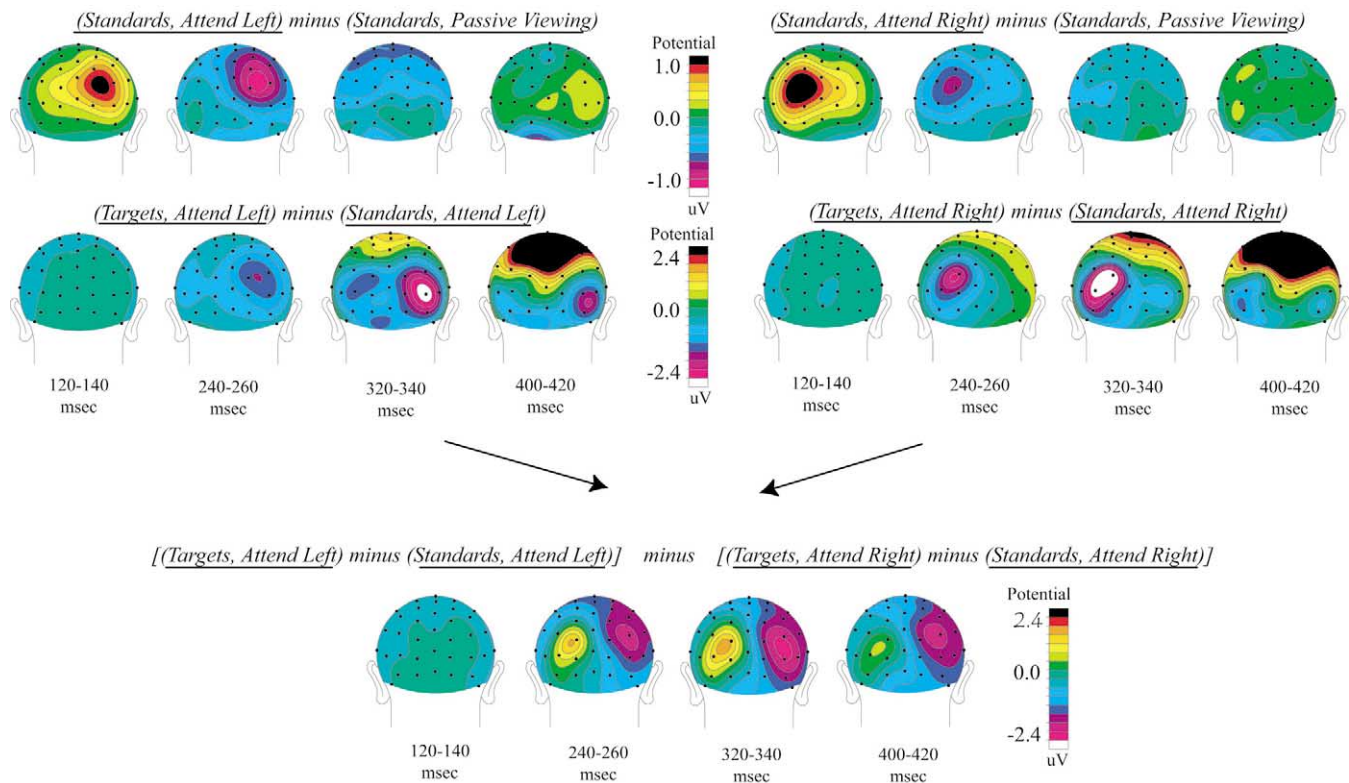 (Standards, Attend Left) minus (Standards, Passive Viewing)
(Standards, Attend Right) minus (Standards, Passive Viewing)
Potential
1.0
0.0
-1.0
uV
(Targets, Attend Left) minus (Standards, Attend Left)
(Targets, Attend Right) minus (Standards, Attend Right)
Potential
2.4
0.0
-2.4
uV
120-140
msec
240-260
msec
320-340
msec
400-420
msec
120-140
msec
240-260
msec
320-340
msec
400-420
msec
[(Targets, Attend Left) minus (Standards, Attend Left)] minus [(Targets, Attend Right) minus (Standards, Attend Right)]
Potential
2.4
0.0
-2.4
uV
120-140
msec
240-260
msec
320-340
msec
400-420
msec